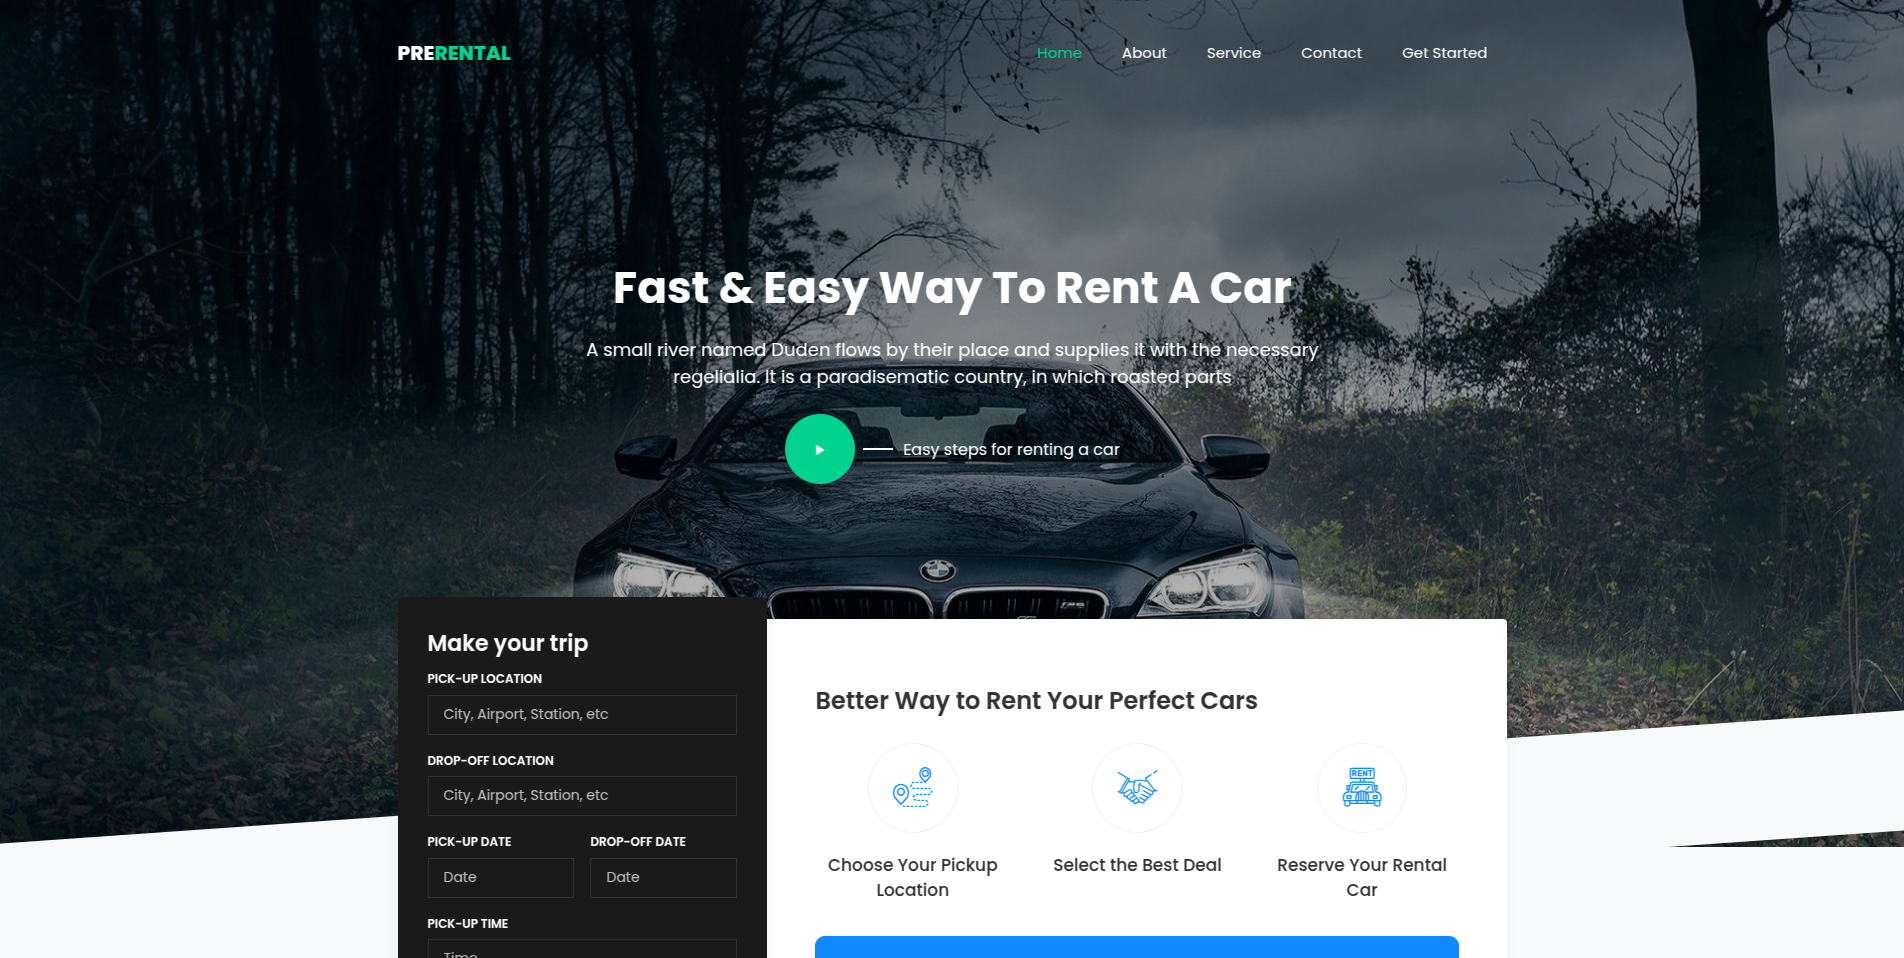 PRERENTAL
Home About Service Contact Get Started
Fast & Easy Way To Rent A Car
A small river named Duden flows by their place and supplies it with the necessary
regelialia. It is a paradisematic country, in which roasted parts
Easy steps for renting a car
Make your trip
PICK-UP LOCATION
City, Airport, Station, etc
DROP-OFF LOCATION
City, Airport, Station, etc
PICK-UP DATE DROP-OFF DATE
Date Date
PICK-UP TIME
Time
Better Way to Rent Your Perfect Cars
RENT
Choose Your Pickup
Location
Select the Best Deal
Reserve Your Rental
Car